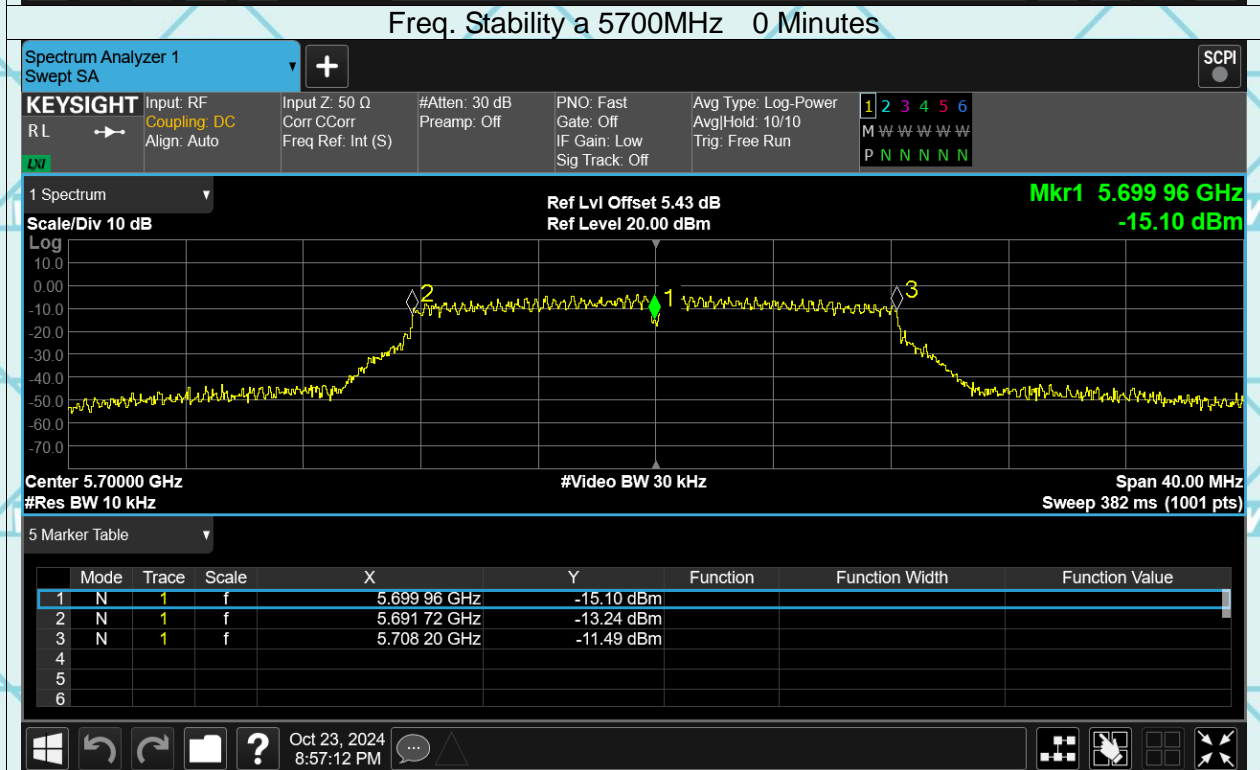 Freq. Stability a 5700MHz 0 Minutes
Spectrum Analyzer 1
Swept SA
+
SCPI
KEYSIGHT
R L
LXI
Input: RF
Coupling: DC
Align: Auto
Input Z: 50 Ω
Corr CCorr
Freq Ref: Int (S)
#Atten: 30 dB
Preamp: Off
PNO: Fast
Gate: Off
IF Gain: Low
Sig Track: Off
Avg Type: Log-Power
Avg|Hold: 10/10
Trig: Free Run
1 2 3 4 5 6
M W W W W W
P N N N N N
1 Spectrum
Scale/Div 10 dB
Ref Lvl Offset 5.43 dB
Ref Level 20.00 dBm
Mkr1 5.699 96 GHz
-15.10 dBm
Log
10.0
0.00
-10.0
-20.0
-30.0
-40.0
-50.0
-60.0
-70.0
2
1
3
Center 5.70000 GHz
#Video BW 30 kHz
Span 40.00 MHz
#Res BW 10 kHz
Sweep 382 ms (1001 pts)
5 Marker Table
Mode Trace Scale X Y Function Function Width Function Value
1 N 1 f 5.699 96 GHz -15.10 dBm
2 N 1 f 5.691 72 GHz -13.24 dBm
3 N 1 f 5.708 20 GHz -11.49 dBm
4
5
6
?
Oct 23, 2024
8:57:12 PM